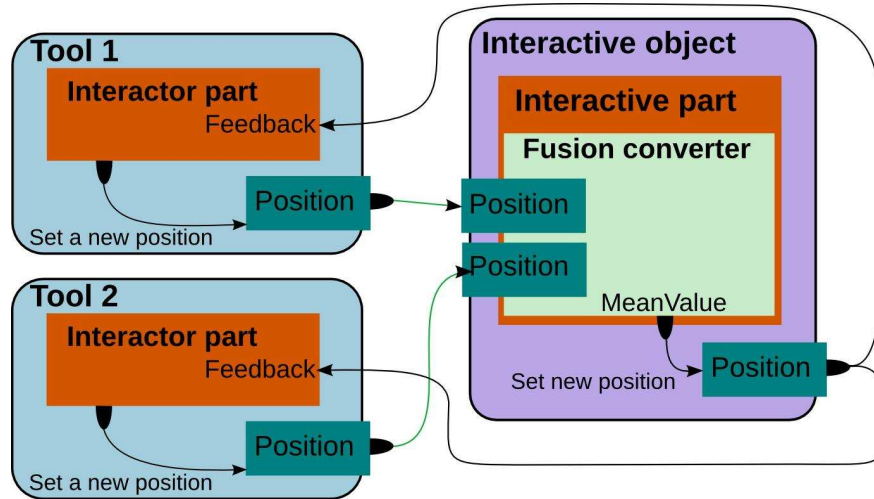 Tool 1
Interactor part
Feedback
Position
Set a new position
Tool 2
Interactor part
Feedback
Position
Set a new position
Interactive object
Interactive part
Fusion converter
Position
Position
MeanValue
Set new position
Position